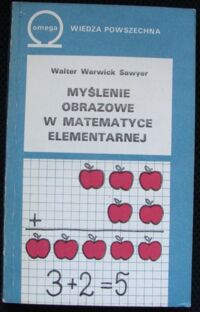 omega
WIEDZA POWSZECHNA
Walter Warwick Sawyer
MYŚLENIE
OBRAZOWE
W MATEMATYCE
ELEMENTARNEJ
+
3+2=5